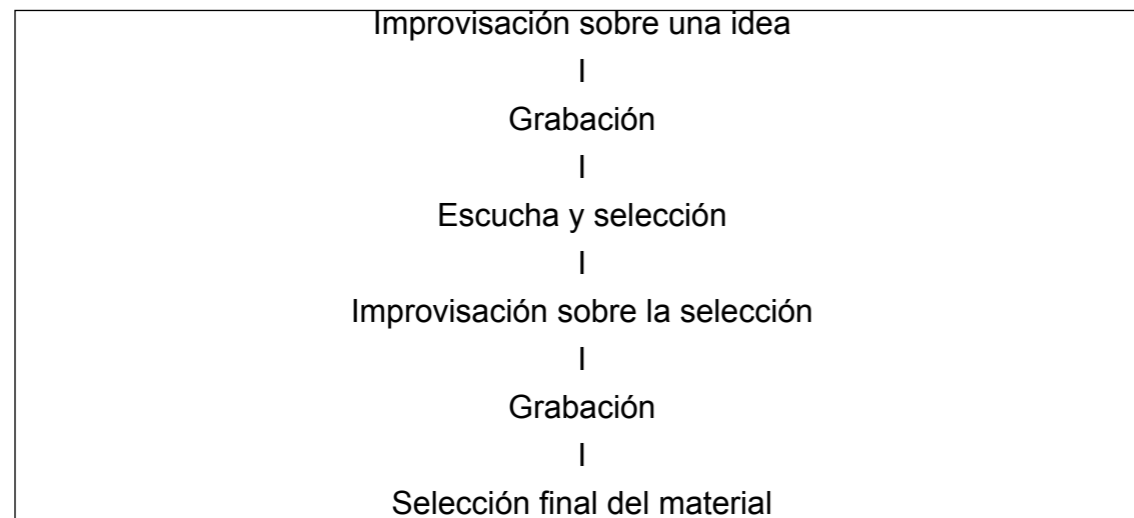 Improvisación sobre una idea
I
Grabación
I
Escucha y selección
I
Improvisación sobre la selección
I
Grabación
I
Selección final del material